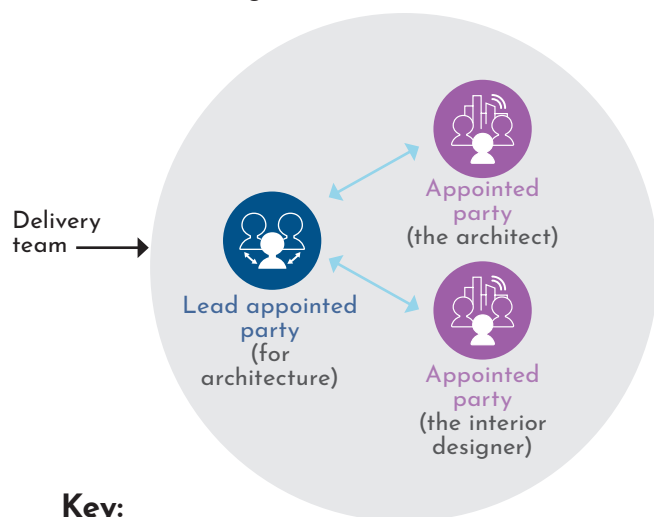 Delivery
team
Lead appointed
party
(for
architecture)
Appointed
party
(the architect)
Appointed
party
(the interior
designer)
Key: